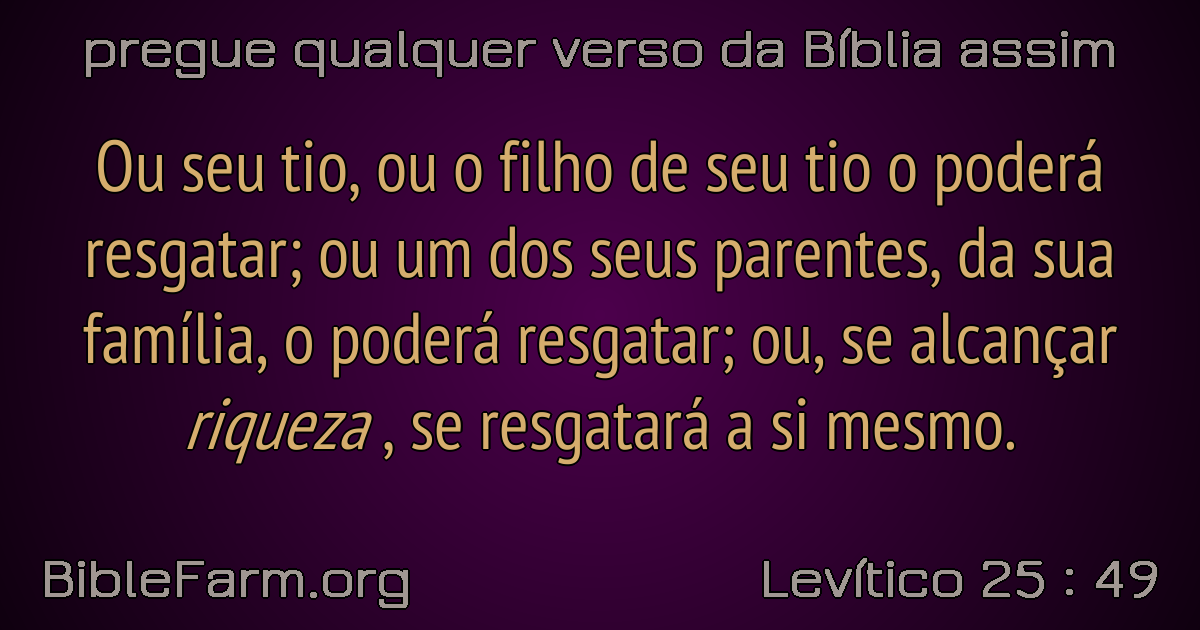 pregue qualquer verso da Bíblia assim
Ou seu tio, ou o filho de seu tio o poderá
resgatar; ou um dos seus parentes, da sua
família, o poderá resgatar; ou, se alcançar
riqueza , se resgatará a si mesmo.
BibleFarm.org
Levítico 25 : 49